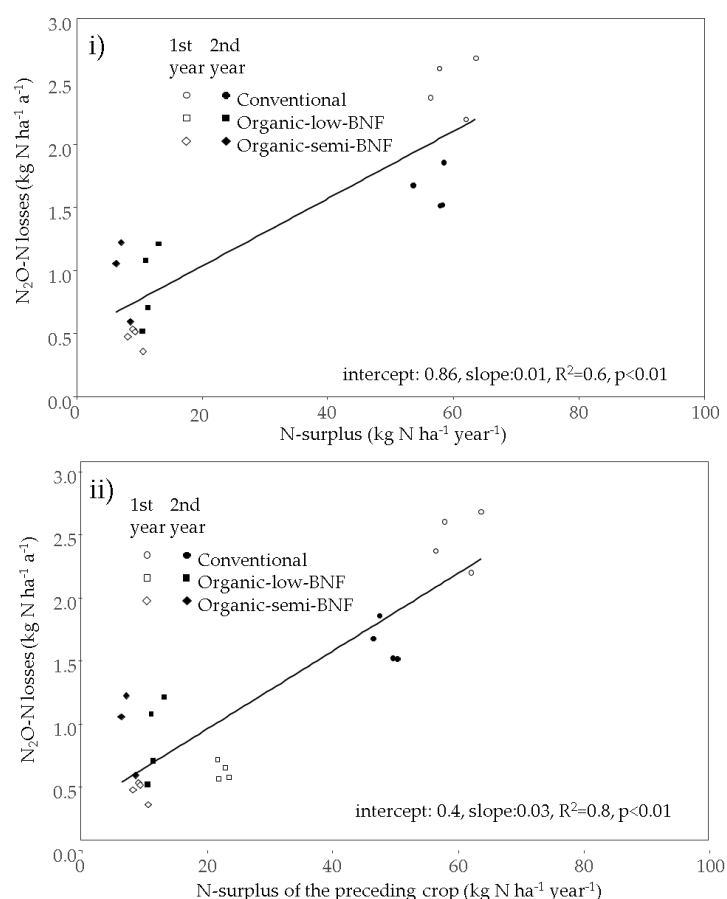 i)
1st 2nd
year year
Conventional
Organic-low-BNF
Organic-semi-BNF
3.0
2.5
2.0
1.5
1.0
0.5
0.0
N₂O-N losses (kg N ha⁻¹ a⁻¹)
intercept: 0.86, slope:0.01, R²=0.6, p<0.01
0 20 40 60 80 100
N-surplus (kg N ha⁻¹ year⁻¹)
ii)
1st 2nd
year year
Conventional
Organic-low-BNF
Organic-semi-BNF
3.0
2.5
2.0
1.5
1.0
0.5
0.0
N₂O-N losses (kg N ha⁻¹ a⁻¹)
intercept: 0.4, slope:0.03, R²=0.8, p<0.01
0 20 40 60 80 100
N-surplus of the preceding crop (kg N ha⁻¹ year⁻¹)